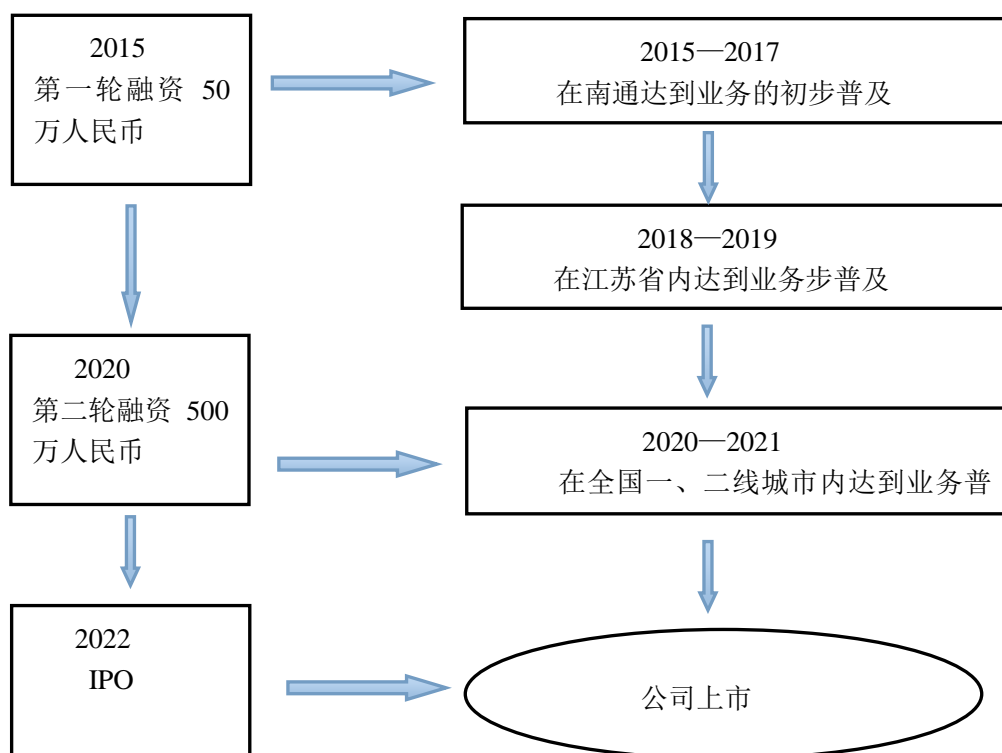 2015
第一轮融资 50
万人民币
2015—2017
在南通达到业务的初步普及
2018—2019
在江苏省内达到业务步普及
2020
第二轮融资 500
万人民币
2020—2021
在全国一、二线城市内达到业务普
2022
IPO
公司上市